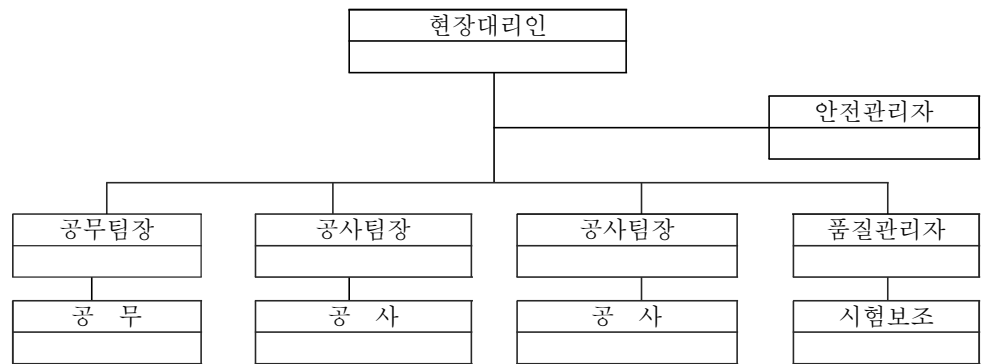 현장대리인
안전관리자
공무팀장 공사팀장 공사팀장 품질관리자
공 무 공 사 공 사 시험보조